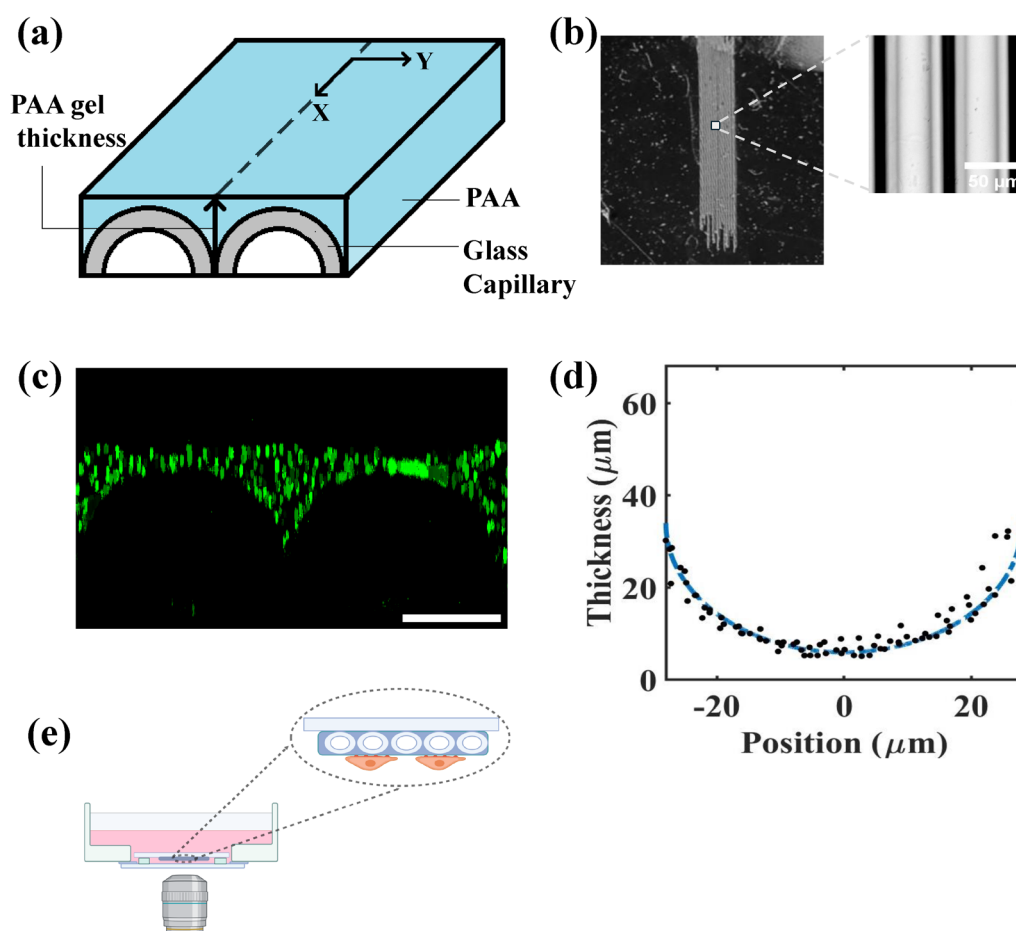 (a)
Y
X
PAA gel
thickness
PAA
Glass
Capillary
(b)
50 μm
(c)
(d)
60
40
20
0
Thickness (μm)
-20
0
20
Position (μm)
(e)